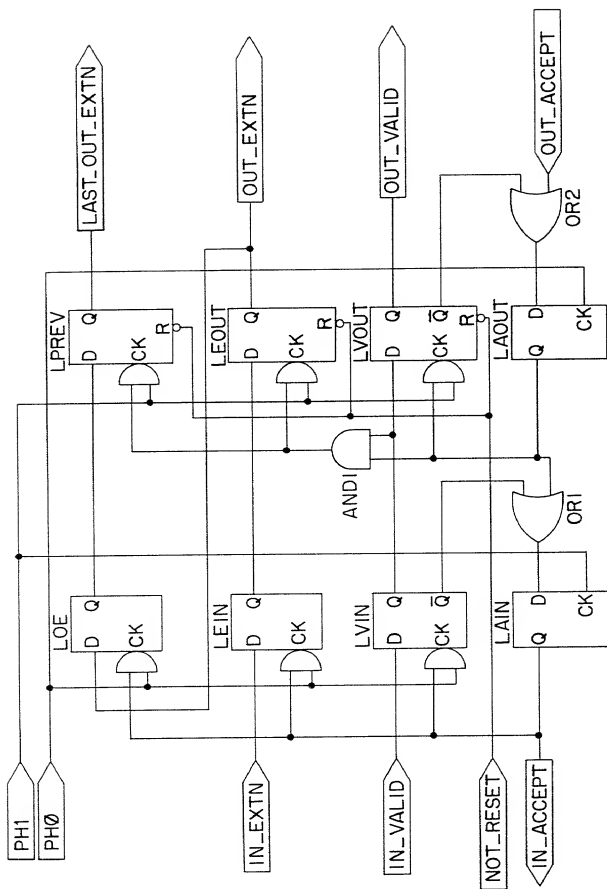 PH1
PHØ
LAST_OUT_EXTN
OUT_EXTN
OUT_VALID
OUT_ACCEPT
LOE
D Q
CK
LPREV
D Q
CK
R
LEIN
D Q
CK
LEOUT
D Q
CK
R
LVIN
D Q
CK Q̅
LVOUT
D Q
CK Q̅
R
AND1
LAIN
Q D
CK
LAOUT
Q D
CK
OR1
OR2
IN_EXTN
IN_VALID
NOT_RESET
IN_ACCEPT